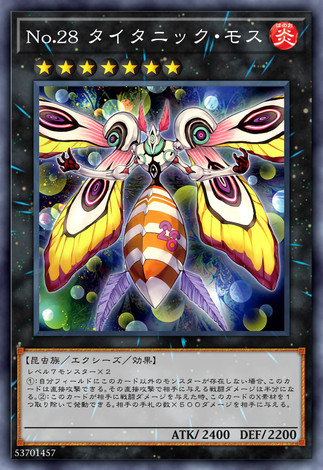 No.28 タイタニック・モス
炎
28
【昆虫族／エクシーズ／効果】
レベル7モンスター×2
①：自分フィールドにこのカード以外のモンスターが存在しない場合、このカー
ドは直接攻撃できる。その直接攻撃で相手に与える戦闘ダメージは半分にな
る。②：このカードが相手に戦闘ダメージを与えた時、このカードのX素材を1
つ取り除いて発動できる。相手の手札の数×500ダメージを相手に与える。
ATK/ 2400 DEF/2200
53701457